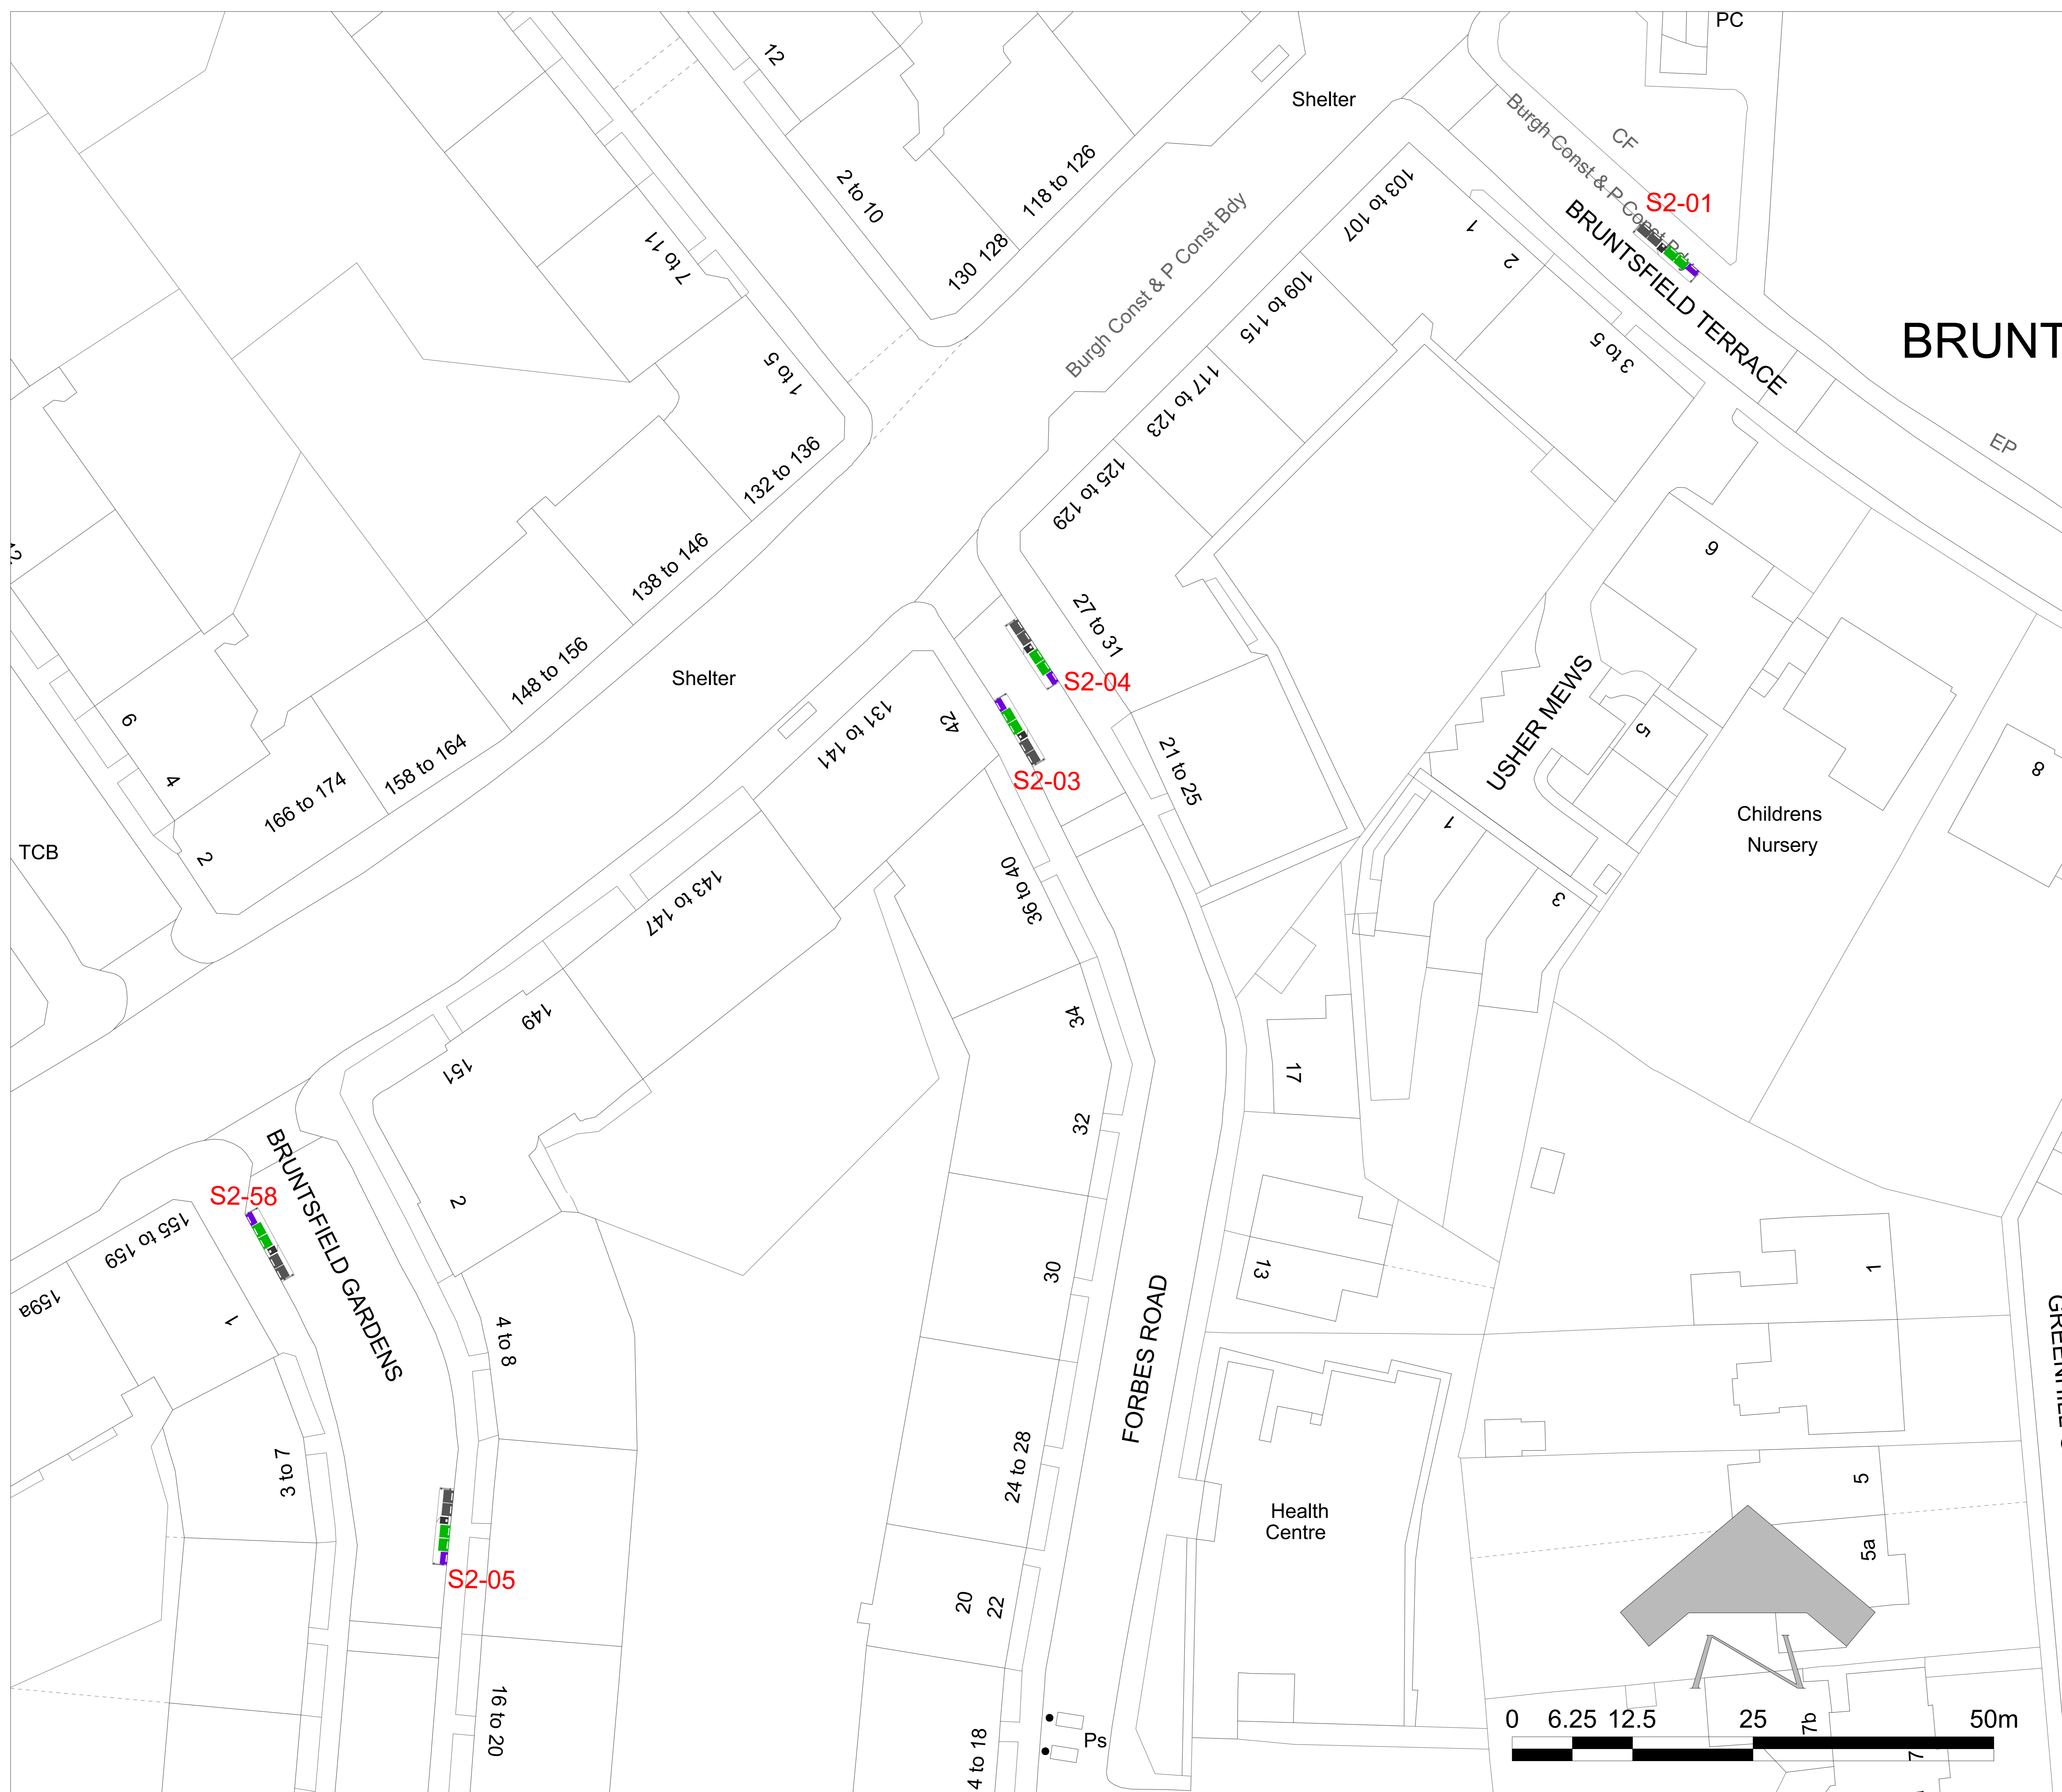 PC
12
Shelter
CF
Burgh Const & P Const Bdy
S2-01
2 to 10
118 to 126
130 128
103 to 107
1
2
BRUNTSFIELD TERRACE
7 to 11
Burgh Const & P Const Bdy
109 to 115
3 to 5
BRUNT
1 to 5
117 to 123
EP
132 to 136
125 to 129
138 to 146
6
27 to 31
148 to 156
Shelter
S2-04
USHER MEWS
131 to 141
42
5
6
4
158 to 164
S2-03
21 to 25
8
166 to 174
Childrens
Nursery
1
TCB
2
143 to 147
36 to 40
3
149
34
151
17
32
BRUNTSFIELD GARDENS
S2-58
2
155 to 159
159a
1
30
13
1
4 to 8
FORBES ROAD
3 to 7
24 to 28
5
Health
Centre
5a
S2-05
20
22
16 to 20
4 to 18
Ps
7b
7
0 6.25 12.5 25 50m